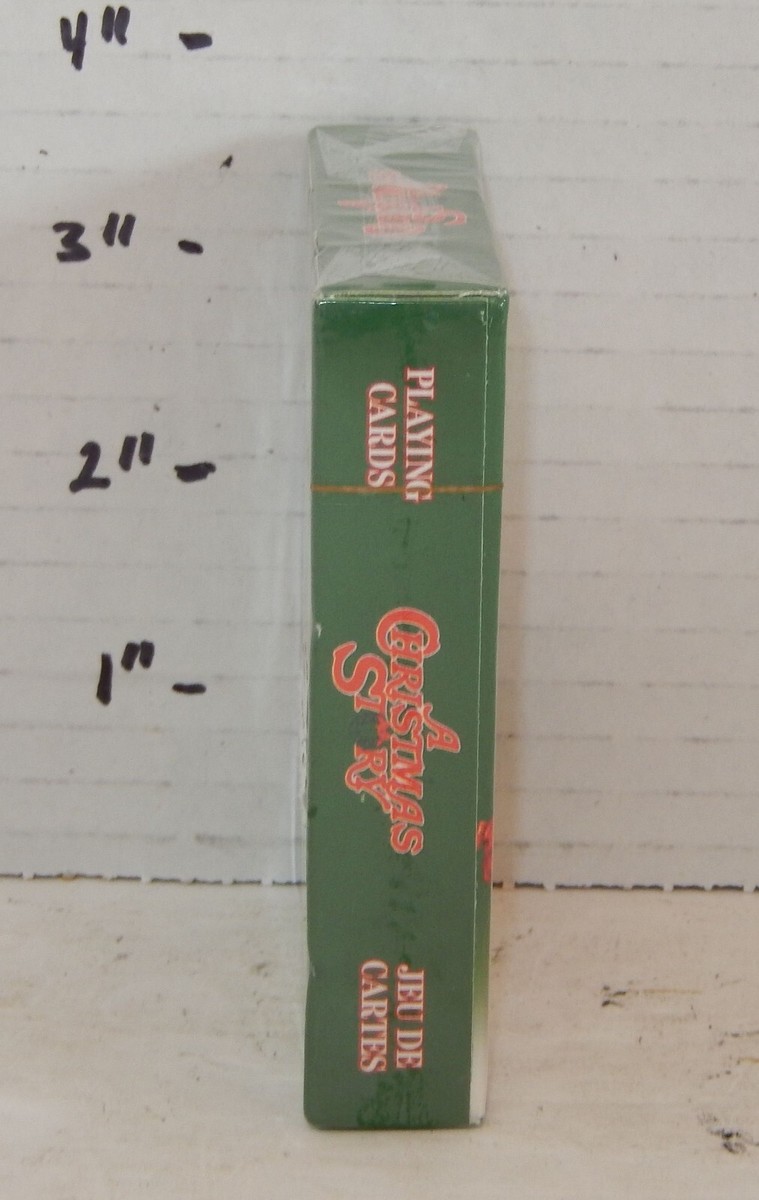 4" -
3" -
2" -
1" -
PLAYING
CARDS
A
CHRISTMAS
STORY
JEU DE
CARTES